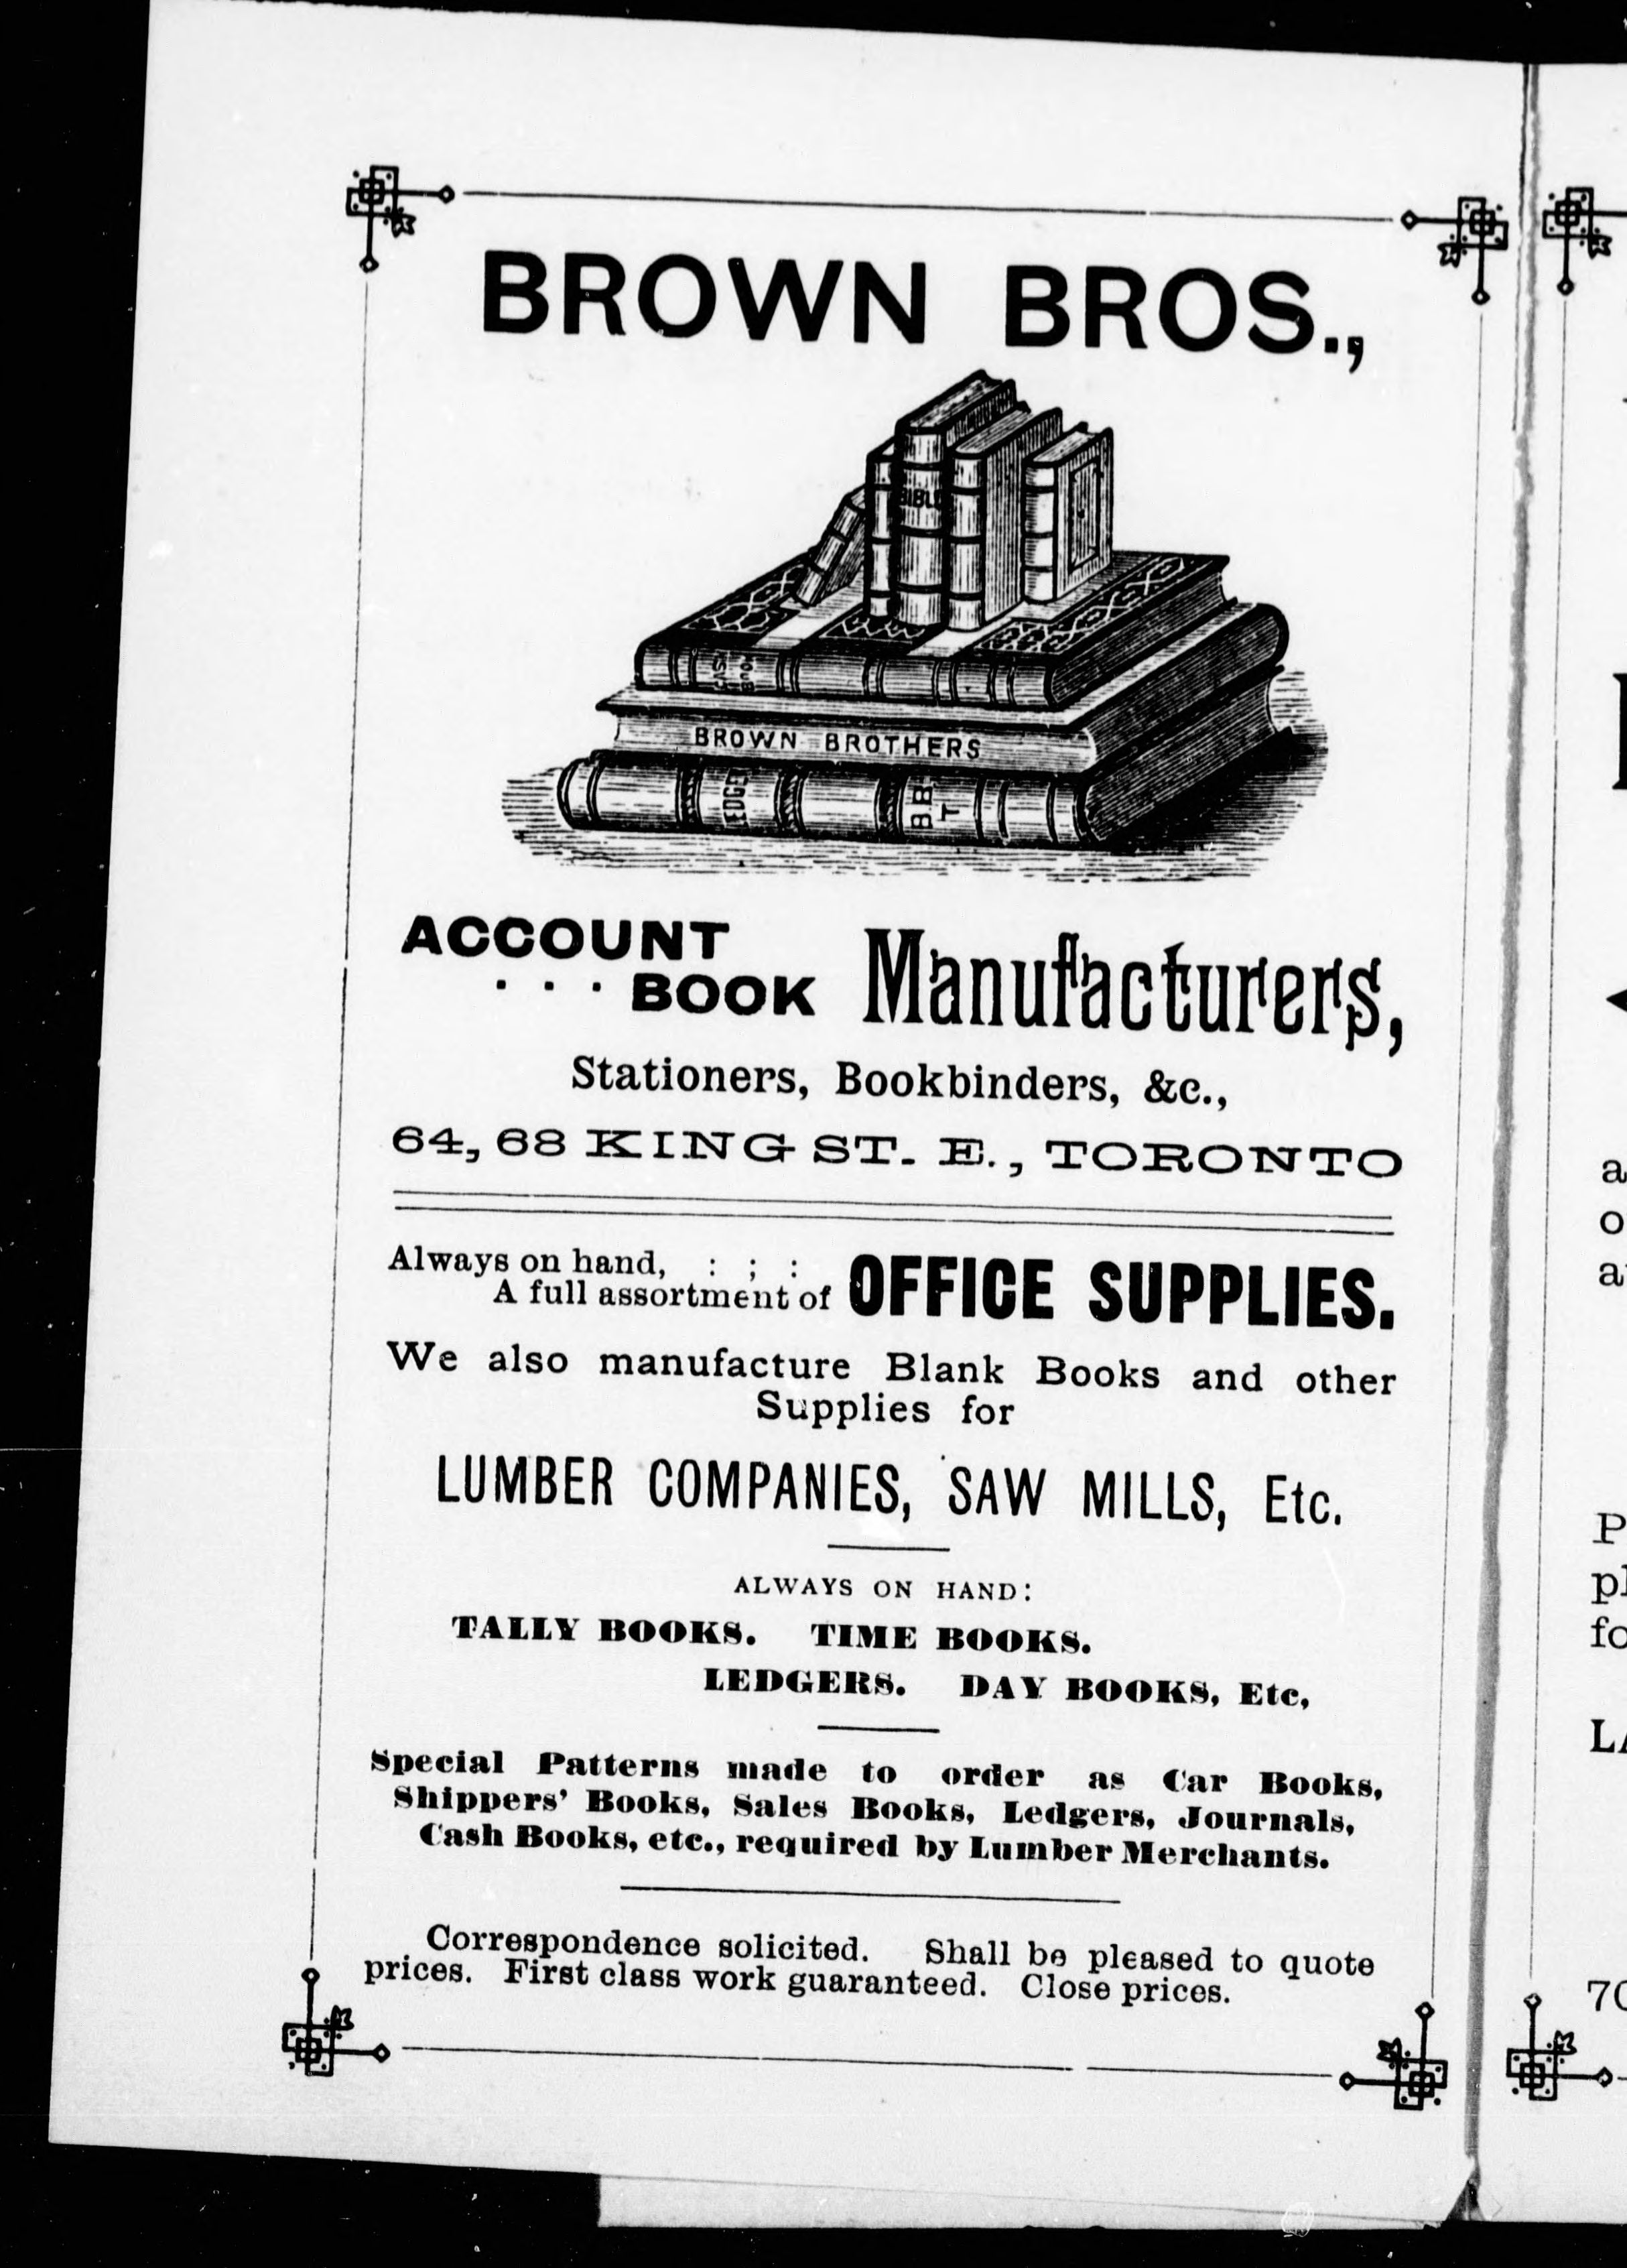 BROWN BROS.,
BIBLE
CASH
BOOK
BROWN BROTHERS
LEDGER
B B
T
ACCOUNT
. . . BOOK Manufacturers,
Stationers, Bookbinders, &c.,
64, 68 KING ST. E., TORONTO
Always on hand, : ; :
A full assortment of OFFICE SUPPLIES.
We also manufacture Blank Books and other
Supplies for
LUMBER COMPANIES, SAW MILLS, Etc.
ALWAYS ON HAND:
TALLY BOOKS. TIME BOOKS.
LEDGERS. DAY BOOKS, Etc,
Special Patterns made to order as Car Books,
Shippers' Books, Sales Books, Ledgers, Journals,
Cash Books, etc., required by Lumber Merchants.
Correspondence solicited. Shall be pleased to quote
prices. First class work guaranteed. Close prices.